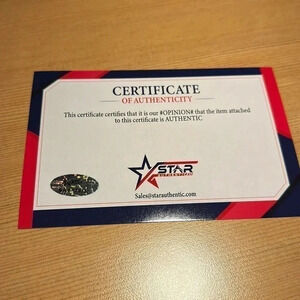 CERTIFICATE
OF AUTHENTICITY
This certificate certifies that it is our #OPINION# that the item attached
to this certificate is AUTHENTIC
STAR
AUTHENTIC
Sales@starauthentic.com